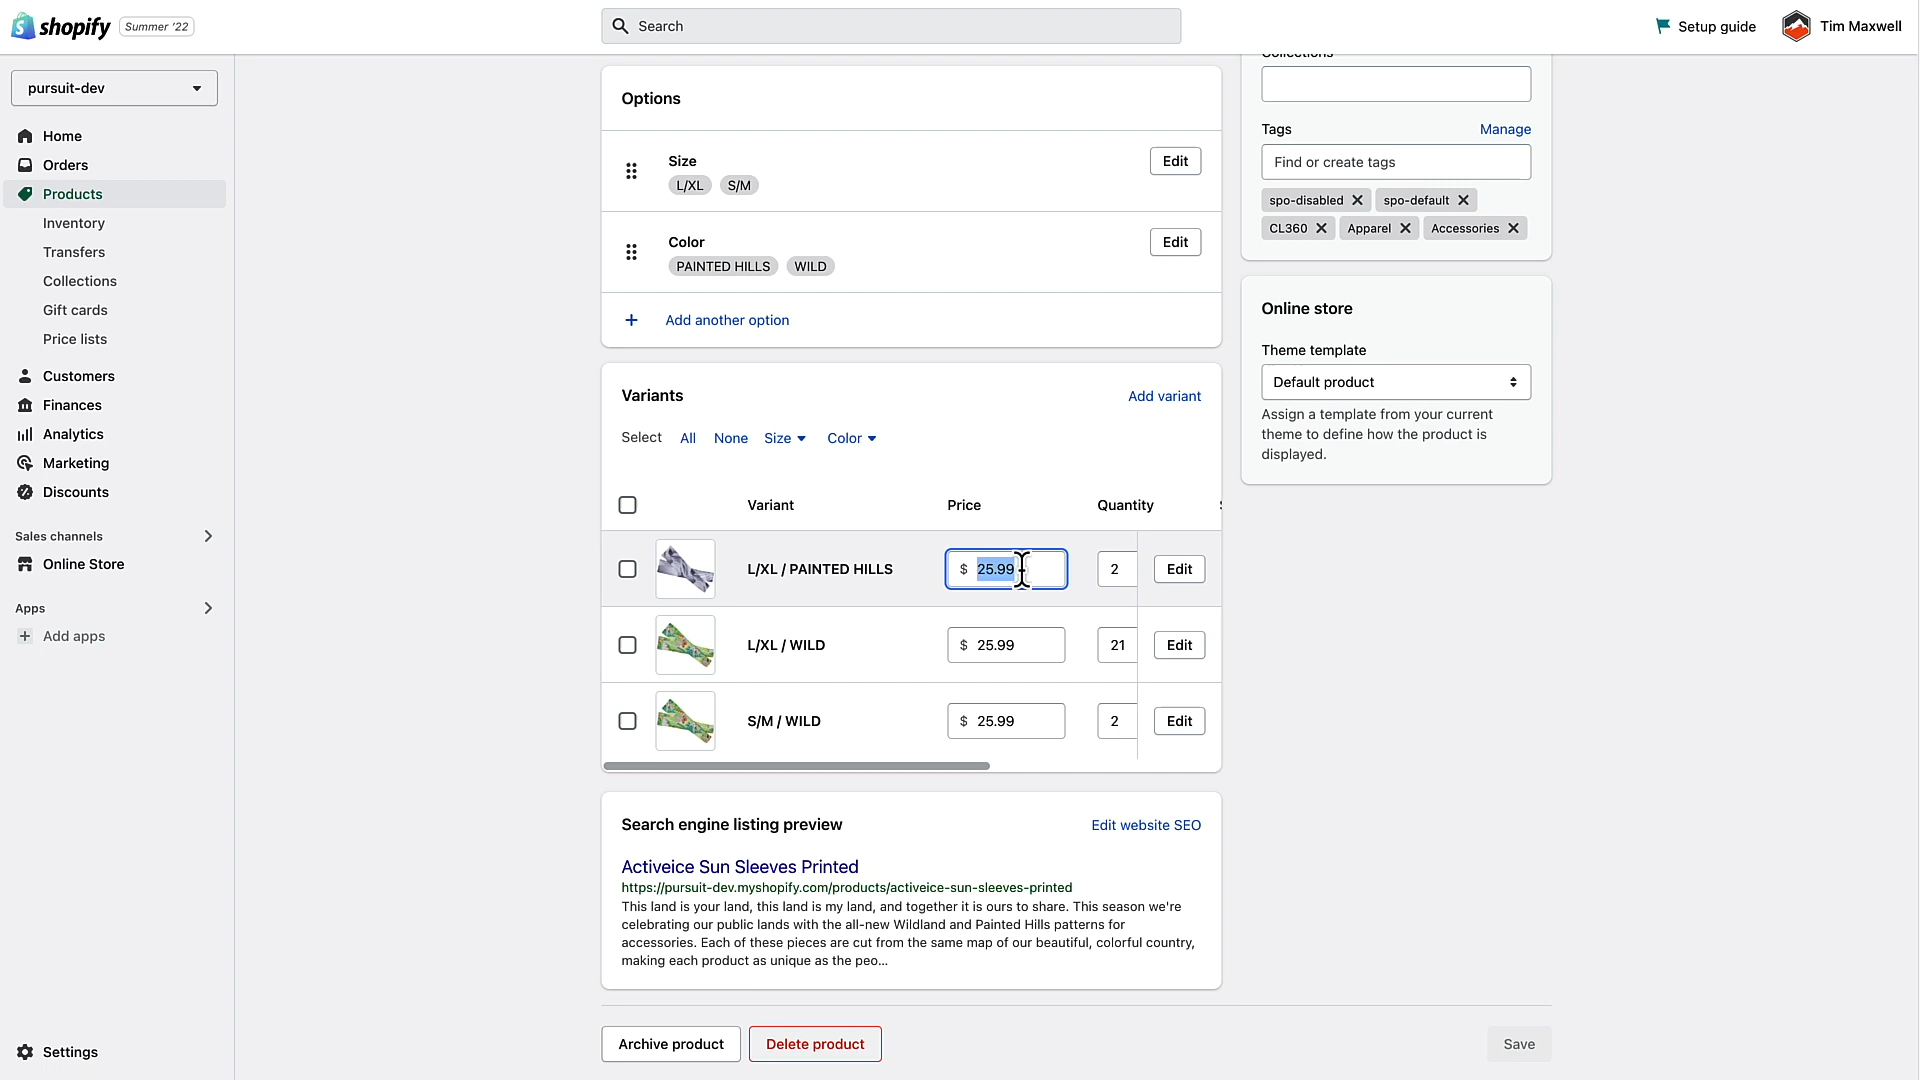 shopify
Summer '22
Search
Setup guide
Tim Maxwell
pursuit-dev
Home
Orders
Products
Inventory
Transfers
Collections
Gift cards
Price lists
Customers
Finances
Analytics
Marketing
Discounts
Sales channels
Online Store
Apps
Add apps
Settings
Options
Size
L/XL S/M
Edit
Color
PAINTED HILLS WILD
Edit
Add another option
Variants
Add variant
Select All None Size Color
Variant Price Quantity
L/XL / PAINTED HILLS $ 25.99 2 Edit
L/XL / WILD $ 25.99 21 Edit
S/M / WILD $ 25.99 2 Edit
Search engine listing preview
Edit website SEO
Activeice Sun Sleeves Printed
https://pursuit-dev.myshopify.com/products/activeice-sun-sleeves-printed
This land is your land, this land is my land, and together it is ours to share. This season we're
celebrating our public lands with the all-new Wildland and Painted Hills patterns for
accessories. Each of these pieces are cut from the same map of our beautiful, colorful country,
making each product as unique as the peo...
Archive product
Delete product
Save
Collections
Tags
Manage
Find or create tags
spo-disabled spo-default
CL360 Apparel Accessories
Online store
Theme template
Default product
Assign a template from your current
theme to define how the product is
displayed.